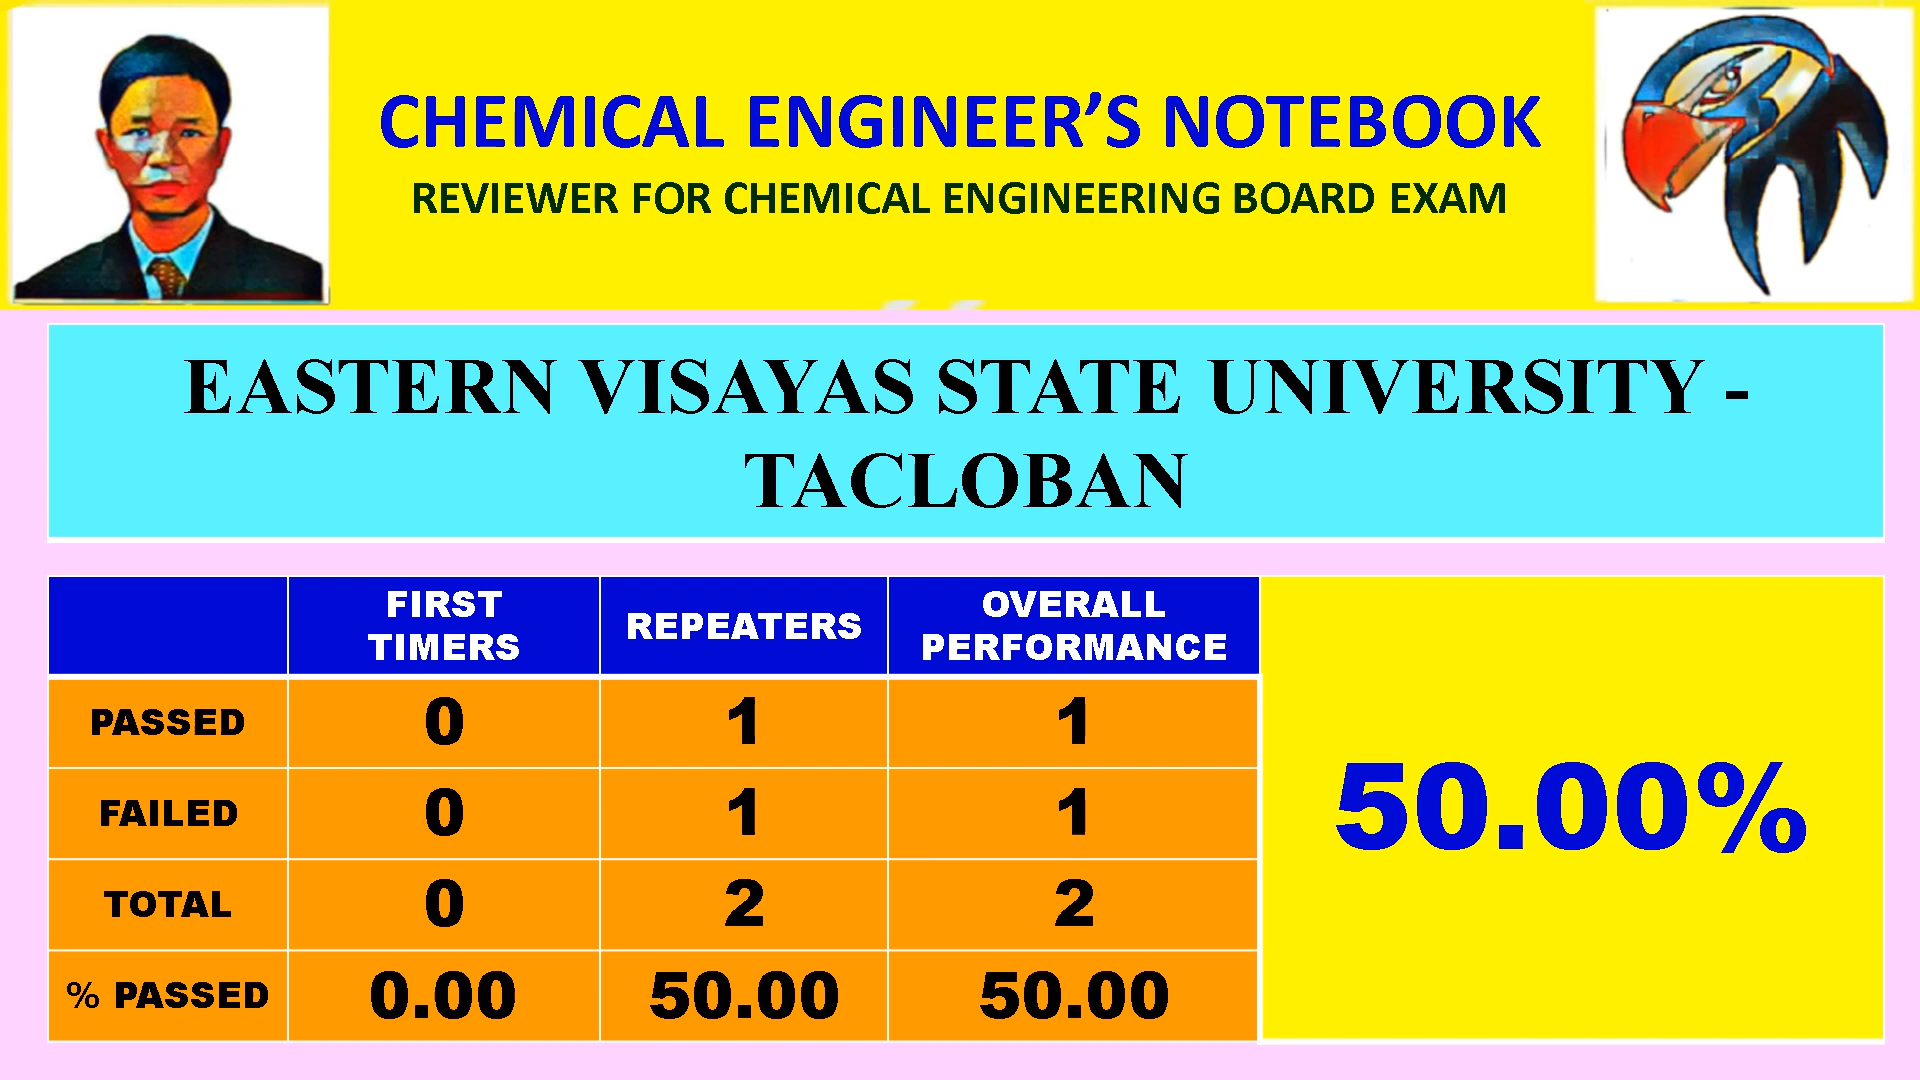 CHEMICAL ENGINEER’S NOTEBOOK
REVIEWER FOR CHEMICAL ENGINEERING BOARD EXAM
EASTERN VISAYAS STATE UNIVERSITY -
TACLOBAN
FIRST TIMERS REPEATERS OVERALL PERFORMANCE
PASSED 0 1 1
FAILED 0 1 1
TOTAL 0 2 2
% PASSED 0.00 50.00 50.00
50.00%